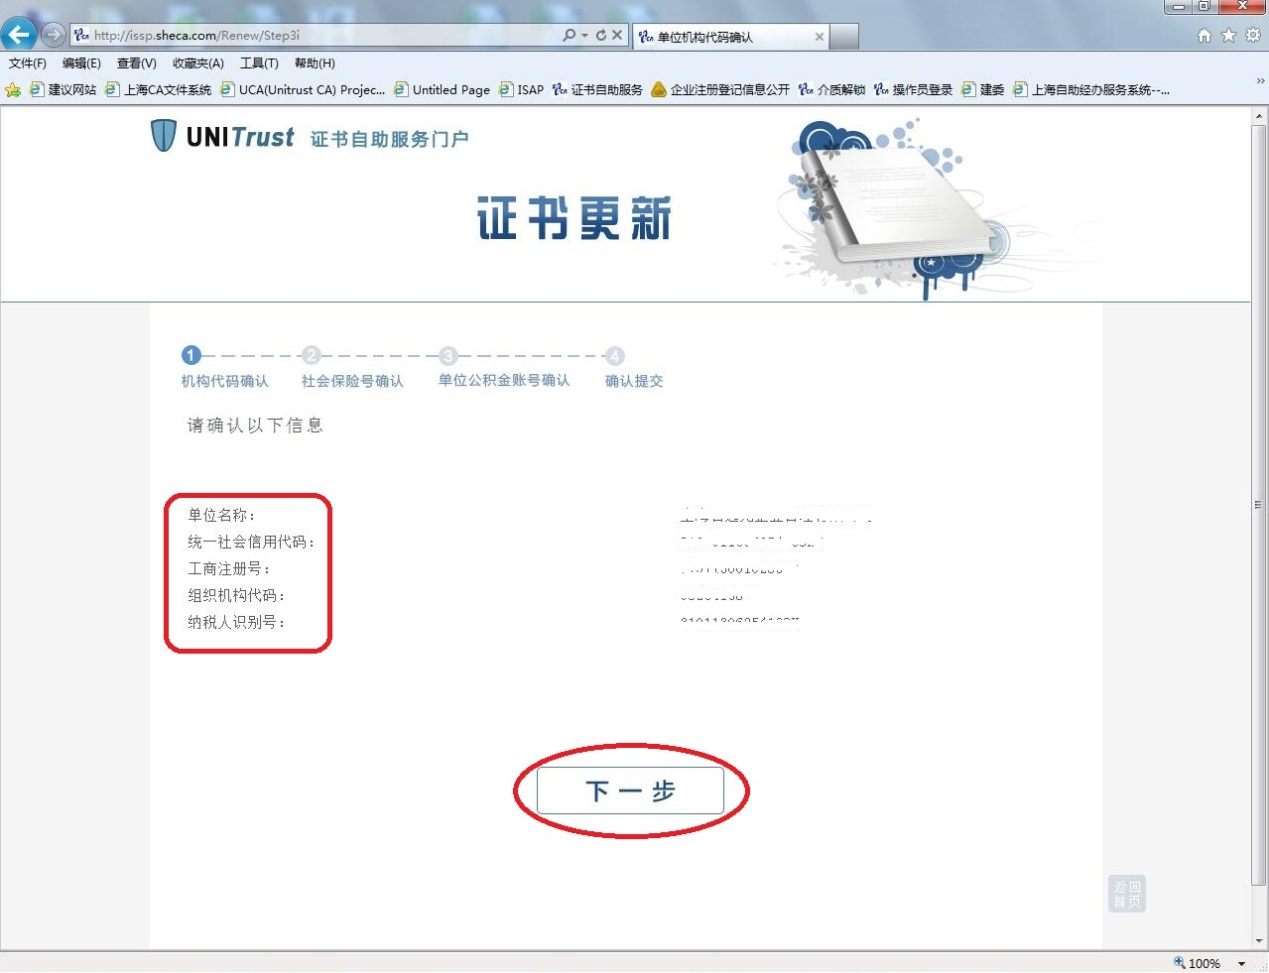 http://issp.sheca.com/Renew/Step3i
单位机构代码确认
文件(F) 编辑(E) 查看(V) 收藏夹(A) 工具(T) 帮助(H)
建议网站 上海CA文件系统 UCA(Unitrust CA) Projec... Untitled Page ISAP 证书自助服务 企业注册登记信息公开 介质解锁 操作员登录 建委 上海自助经办服务系统--...
UNITrust 证书自助服务门户
证书更新
1 2 3 4
机构代码确认 社会保险号确认 单位公积金账号确认 确认提交
请确认以下信息
单位名称:
统一社会信用代码:
工商注册号:
组织机构代码:
纳税人识别号:
下一步
返回
首页
100%